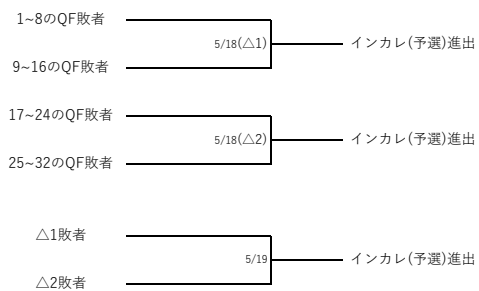 1~8のQF敗者
5/18(△1)
インカレ(予選)進出
9~16のQF敗者
17~24のQF敗者
5/18(△2)
インカレ(予選)進出
25~32のQF敗者
△1敗者
5/19
インカレ(予選)進出
△2敗者